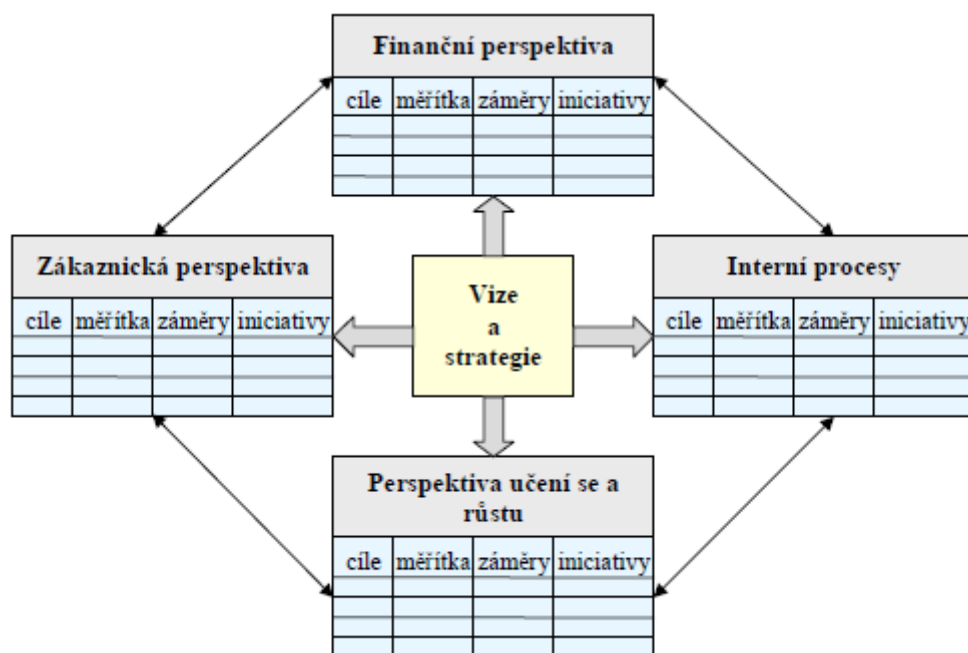 Finanční perspektiva
cíle měřítka záměry iniciativy
Zákaznická perspektiva
cíle měřítka záměry iniciativy
Vize
a
strategie
Interní procesy
cíle měřítka záměry iniciativy
Perspektiva učení se a
růstu
cíle měřítka záměry iniciativy